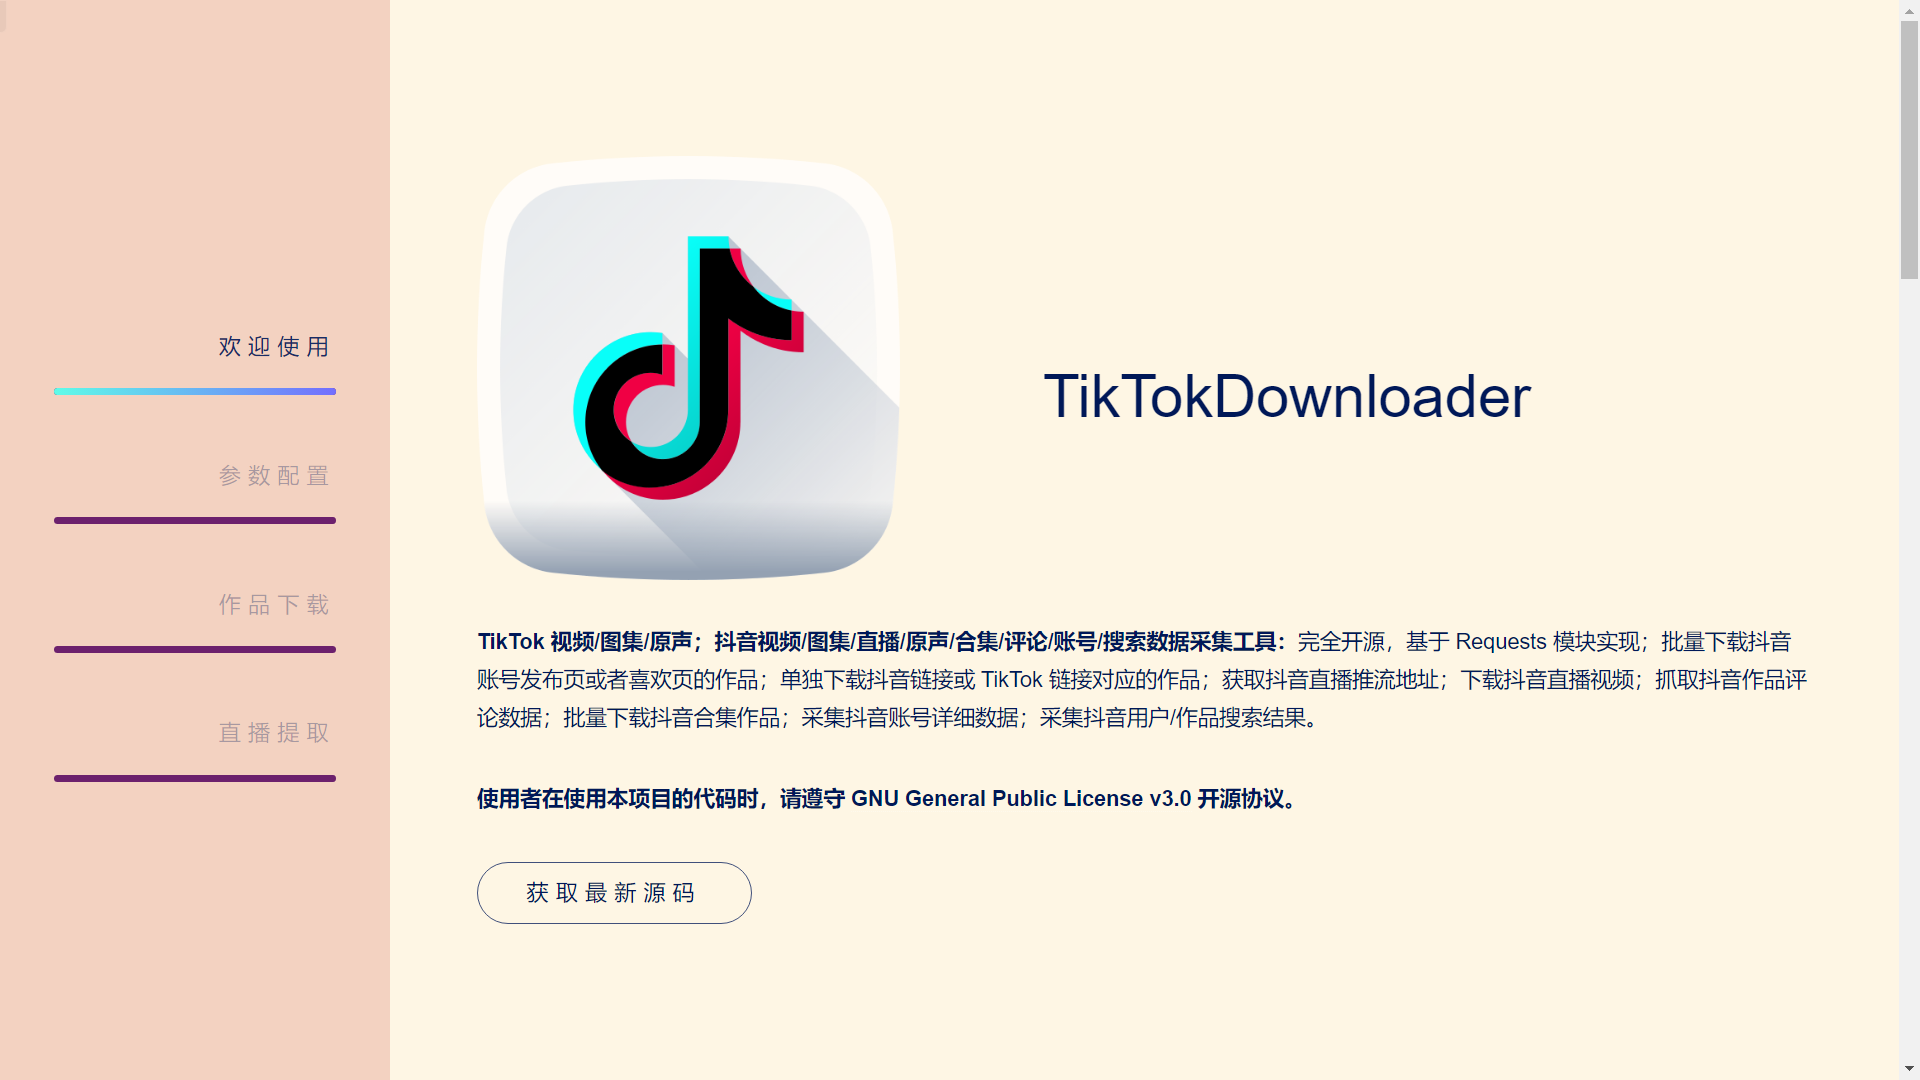 欢迎使用
参数配置
作品下载
直播提取
TikTokDownloader
TikTok 视频/图集/原声；抖音视频/图集/直播/原声/合集/评论/账号/搜索数据采集工具：完全开源，基于 Requests 模块实现；批量下载抖音
账号发布页或者喜欢页的作品；单独下载抖音链接或 TikTok 链接对应的作品；获取抖音直播推流地址；下载抖音直播视频；抓取抖音作品评
论数据；批量下载抖音合集作品；采集抖音账号详细数据；采集抖音用户/作品搜索结果。
使用者在使用本项目的代码时，请遵守 GNU General Public License v3.0 开源协议。
获取最新源码